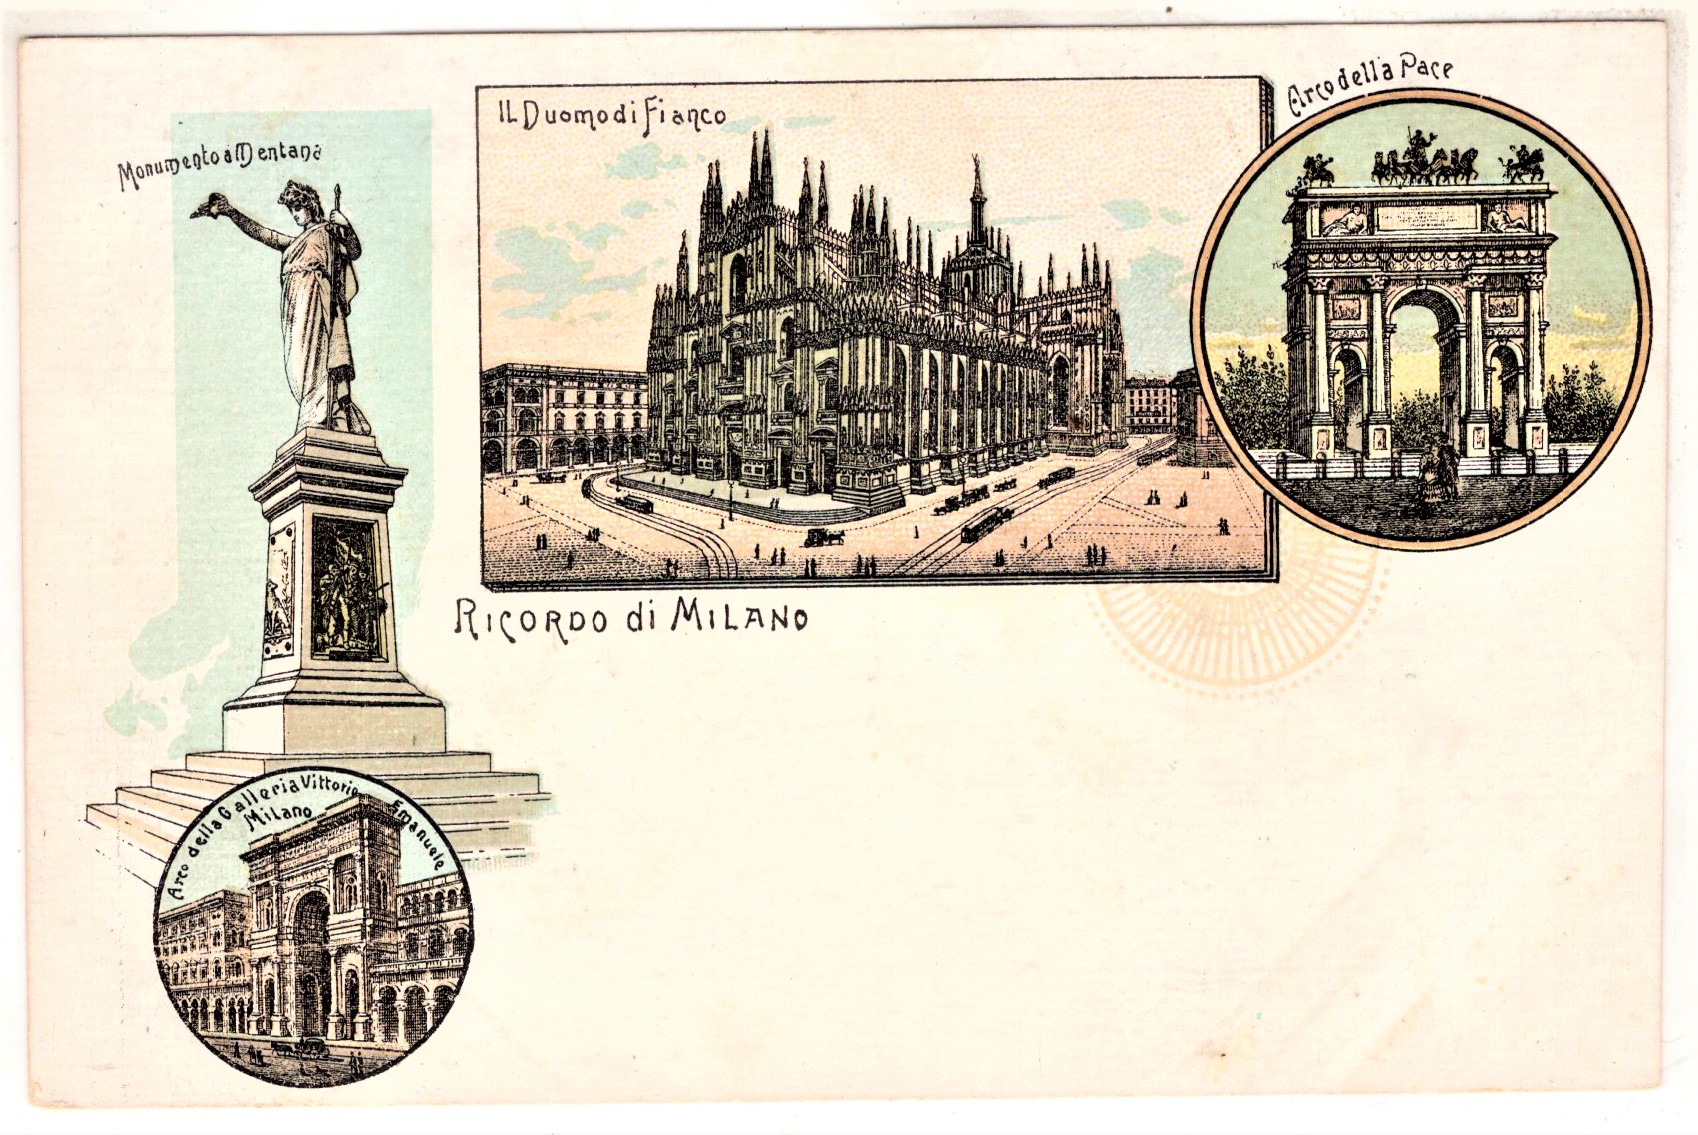 Monumento a Mentana
IL Duomo di Fianco
Arco della Pace
RICORDO di MILANO
Arco della Galleria Vittorio Emanuele
Milano